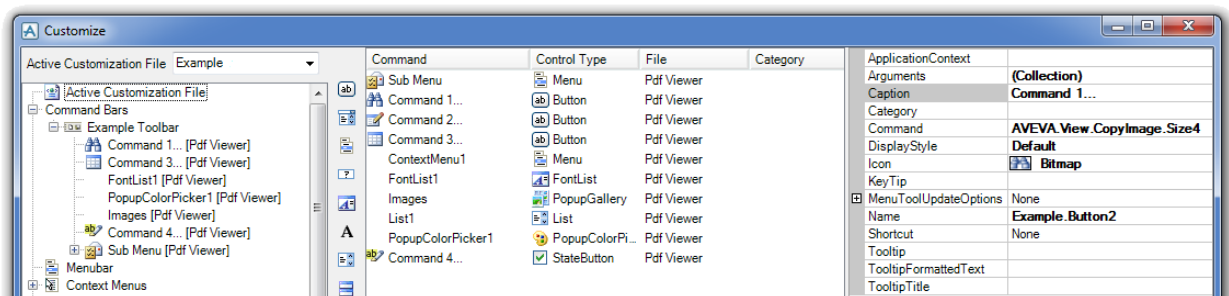 Customize
Active Customization File Example
Active Customization File
Command Bars
Example Toolbar
Command 1... [Pdf Viewer]
Command 3... [Pdf Viewer]
FontList1 [Pdf Viewer]
PopupColorPicker1 [Pdf Viewer]
Images [Pdf Viewer]
Command 4... [Pdf Viewer]
Sub Menu [Pdf Viewer]
Menubar
Context Menus
ab
?
A
A
Command Control Type File Category
Sub Menu Menu Pdf Viewer
Command 1... ab Button Pdf Viewer
Command 2... ab Button Pdf Viewer
Command 3... ab Button Pdf Viewer
ContextMenu1 Menu Pdf Viewer
FontList1 FontList Pdf Viewer
Images PopupGallery Pdf Viewer
List1 List Pdf Viewer
PopupColorPicker1 PopupColorPi... Pdf Viewer
ab Command 4... StateButton Pdf Viewer
ApplicationContext
Arguments (Collection)
Caption Command 1...
Category
Command AVEVA.View.CopyImage.Size4
DisplayStyle Default
Icon Bitmap
KeyTip
MenuToolUpdateOptions None
Name Example.Button2
Shortcut None
Tooltip
TooltipFormattedText
TooltipTitle